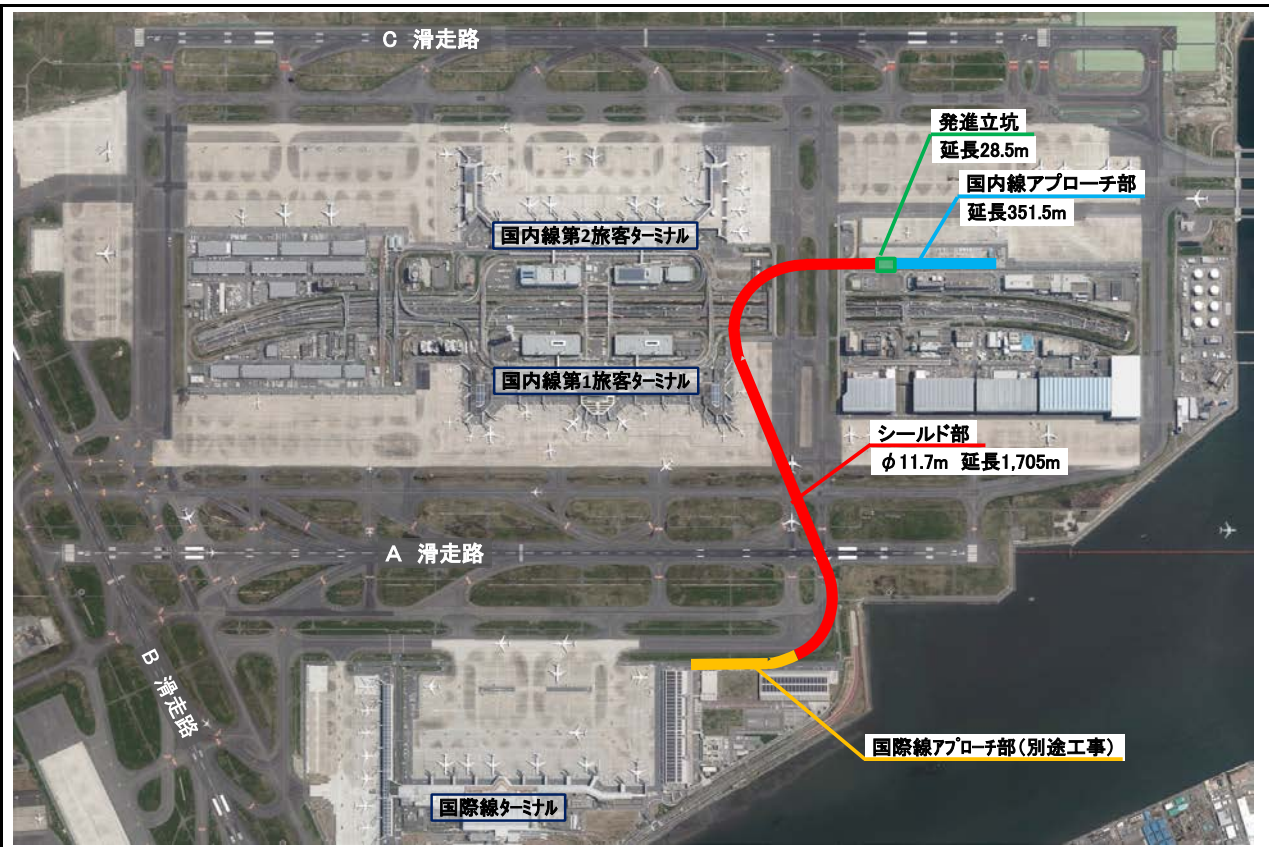 C 滑走路
発進立坑
延長28.5m
国内線アプローチ部
延長351.5m
国内線第2旅客ターミナル
国内線第1旅客ターミナル
シールド部
φ11.7m 延長1,705m
A 滑走路
B 滑走路
国際線アプローチ部(別途工事)
国際線ターミナル